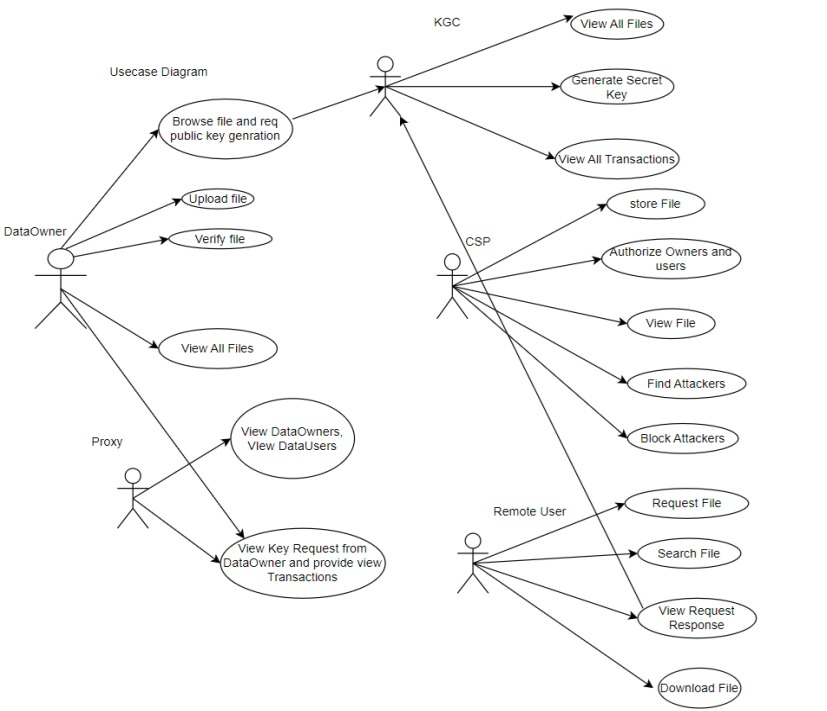 KGC
View All Files
Usecase Diagram
Generate Secret
Key
Browse file and req
public key genration
View All Transactions
Upload file
store File
DataOwner
Verify file
CSP
Authorize Owners and
users
View File
View All Files
Find Attackers
Proxy
View DataOwners,
VIew DataUsers
Block Attackers
Remote User
Request File
View Key Request from
DataOwner and provide view
Transactions
Search File
View Request
Response
Download File